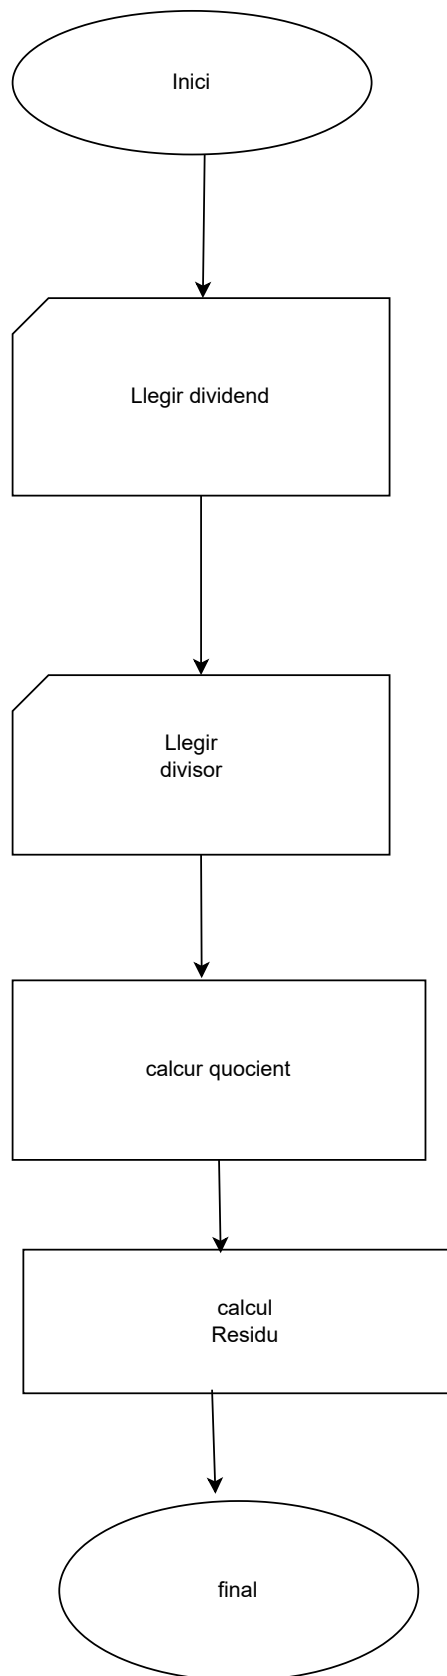 Inici
Llegir dividend
Llegir
divisor
calcur quocient
calcul
Residu
final